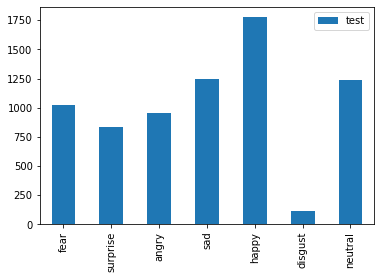 test
1750
1500
1250
1000
750
500
250
0
fear
surprise
angry
sad
happy
disgust
neutral